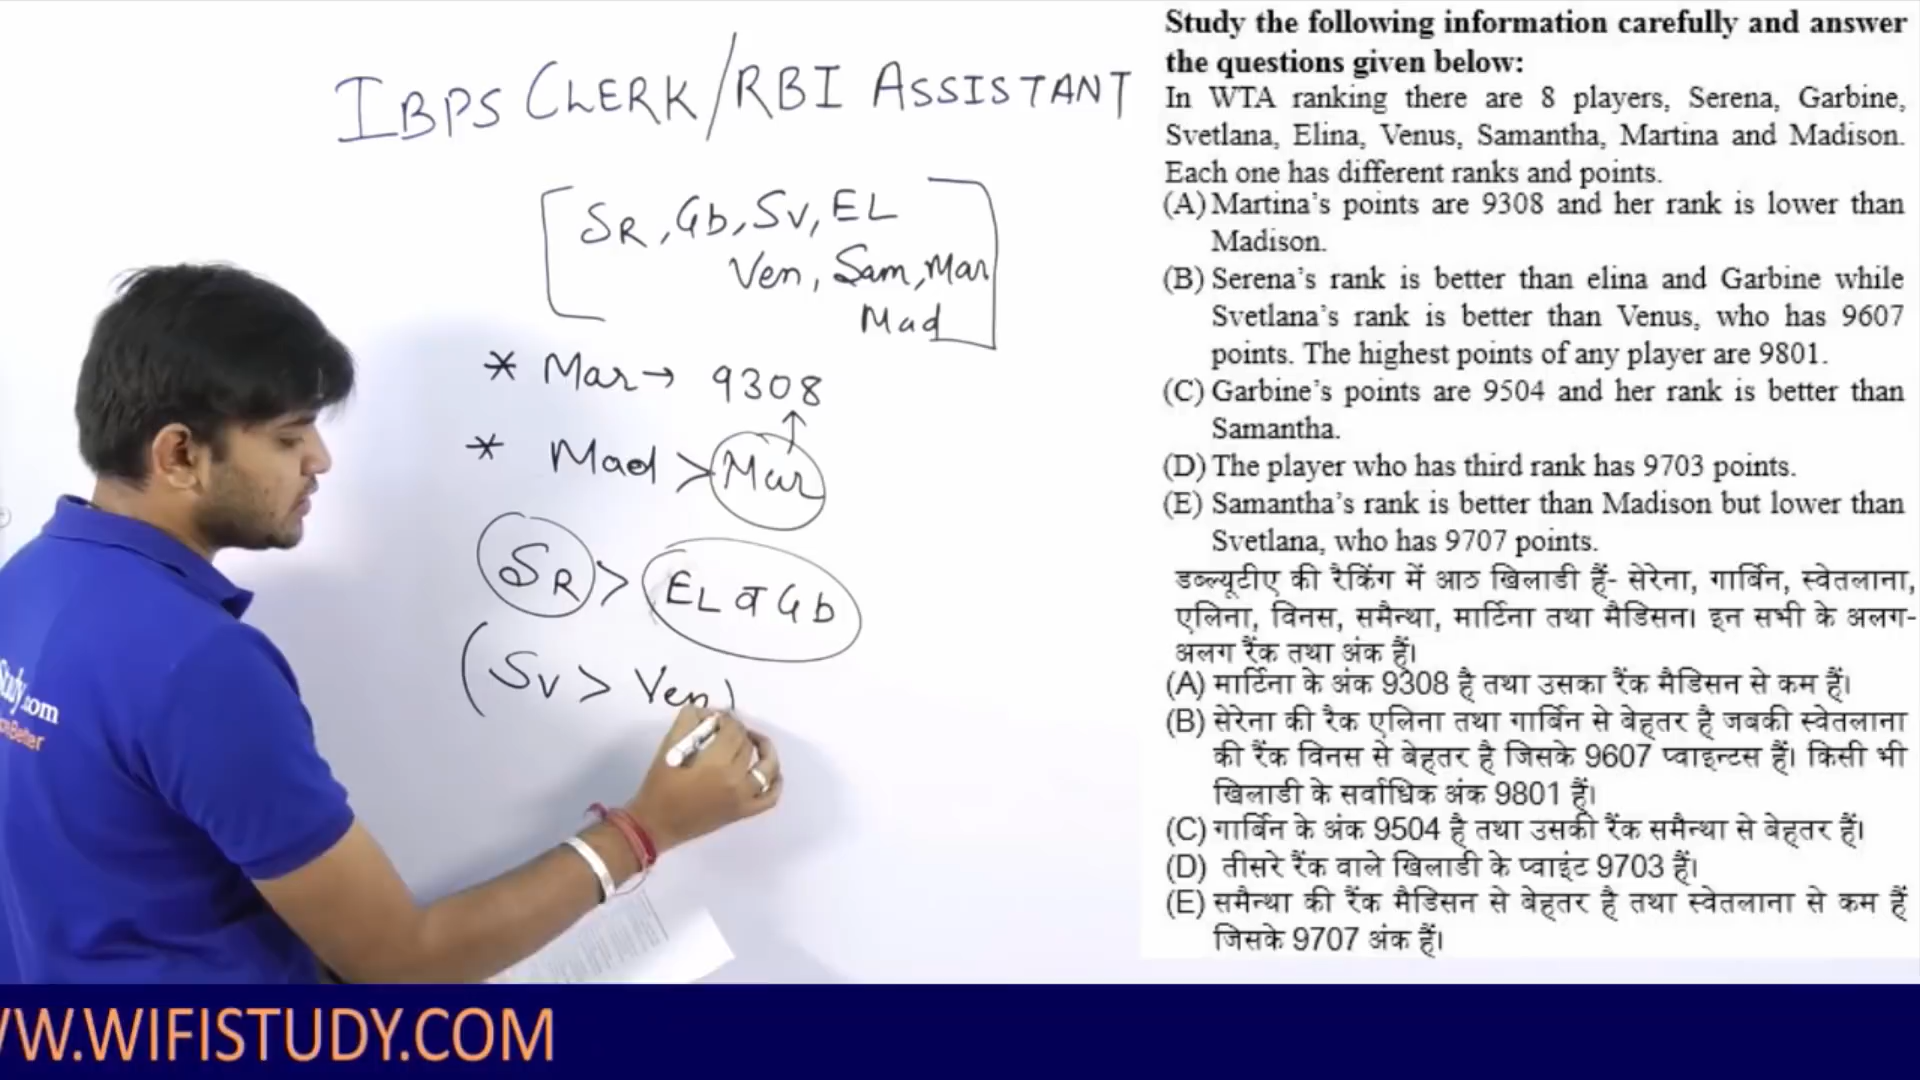 IBPS CLERK/RBI ASSISTANT
SR, Gb, SV, EL
Ven, Sam, Mar
Mad
* Mar → 9308
* Mad > Mar
SR > EL व Gb
(SV > Ven)
Study.com
Better
WW.WIFISTUDY.COM
Study the following information carefully and answer
the questions given below:
In WTA ranking there are 8 players, Serena, Garbine,
Svetlana, Elina, Venus, Samantha, Martina and Madison.
Each one has different ranks and points.
(A) Martina's points are 9308 and her rank is lower than
Madison.
(B) Serena's rank is better than elina and Garbine while
Svetlana's rank is better than Venus, who has 9607
points. The highest points of any player are 9801.
(C) Garbine's points are 9504 and her rank is better than
Samantha.
(D) The player who has third rank has 9703 points.
(E) Samantha's rank is better than Madison but lower than
Svetlana, who has 9707 points.
डब्ल्यूटीए की रैंकिंग में आठ खिलाडी हैं- सेरेना, गार्बिन, स्वेतलाना,
एलिना, विनस, समैन्था, मार्टिना तथा मैडिसन। इन सभी के अलग-
अलग रैंक तथा अंक हैं।
(A) मार्टिना के अंक 9308 है तथा उसका रैंक मैडिसन से कम हैं।
(B) सेरेना की रैक एलिना तथा गार्बिन से बेहतर है जबकी स्वेतलाना
की रैंक विनस से बेहतर है जिसके 9607 प्वाइन्टस हैं। किसी भी
खिलाडी के सर्वाधिक अंक 9801 हैं।
(C) गार्बिन के अंक 9504 है तथा उसकी रैंक समैन्था से बेहतर हैं।
(D) तीसरे रैंक वाले खिलाडी के प्वाइंट 9703 हैं।
(E) समैन्था की रैंक मैडिसन से बेहतर है तथा स्वेतलाना से कम हैं
जिसके 9707 अंक हैं।